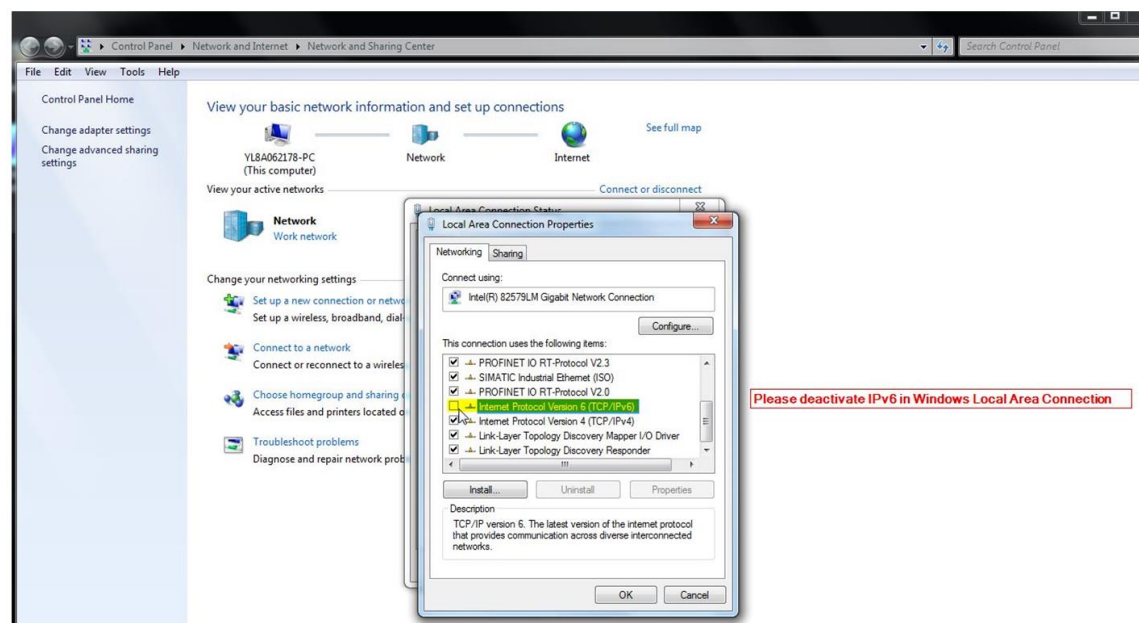 Control Panel ▸ Network and Internet ▸ Network and Sharing Center
Search Control Panel
File Edit View Tools Help
Control Panel Home
Change adapter settings
Change advanced sharing
settings
View your basic network information and set up connections
See full map
YL8A062178-PC
(This computer)
Network
Internet
View your active networks
Connect or disconnect
Network
Work network
Change your networking settings
Set up a new connection or netwo
Set up a wireless, broadband, dial-
Connect to a network
Connect or reconnect to a wireles
Choose homegroup and sharing
Access files and printers located o
Troubleshoot problems
Diagnose and repair network prob
Local Area Connection Status
Local Area Connection Properties
Networking Sharing
Connect using:
Intel(R) 82579LM Gigabit Network Connection
Configure...
This connection uses the following items:
PROFINET IO RT-Protocol V2.3
SIMATIC Industrial Ethernet (ISO)
PROFINET IO RT-Protocol V2.0
Internet Protocol Version 6 (TCP/IPv6)
Internet Protocol Version 4 (TCP/IPv4)
Link-Layer Topology Discovery Mapper I/O Driver
Link-Layer Topology Discovery Responder
Install... Uninstall Properties
Description
TCP/IP version 6. The latest version of the internet protocol
that provides communication across diverse interconnected
networks.
OK Cancel
Please deactivate IPv6 in Windows Local Area Connection